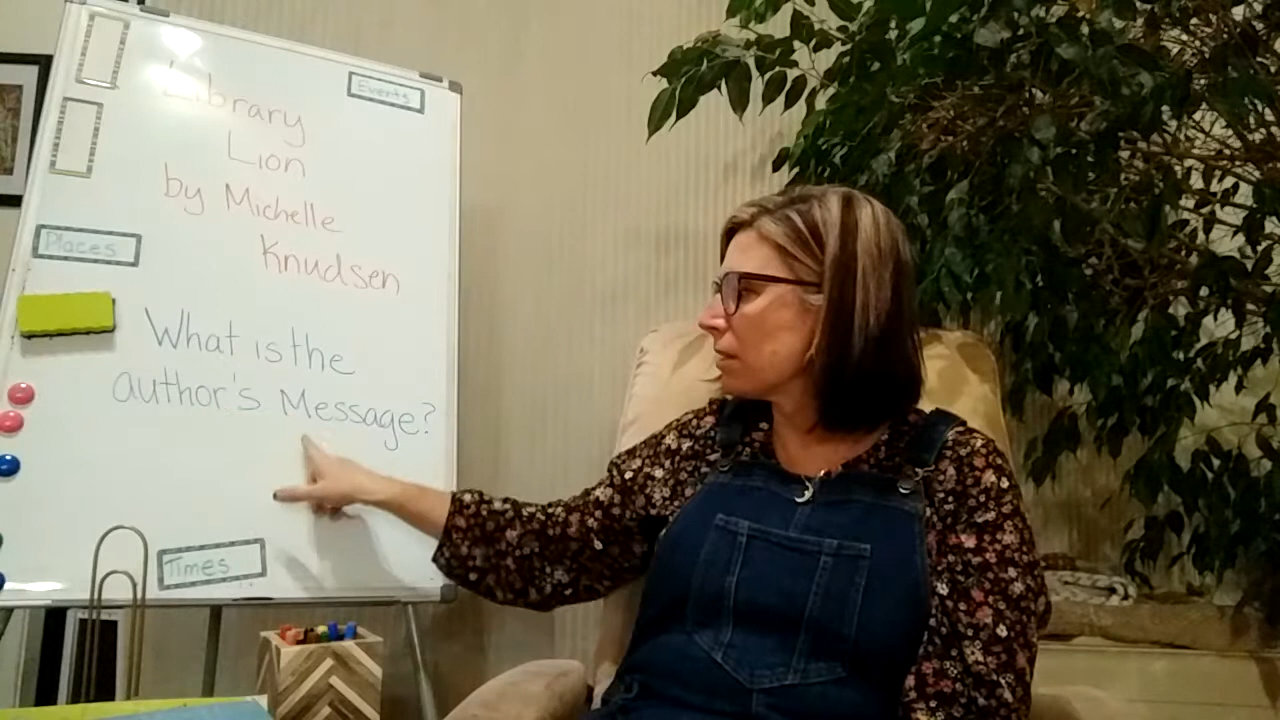 Events
Library
Lion
by Michelle
Knudsen
Places
What is the
author's Message?
Times